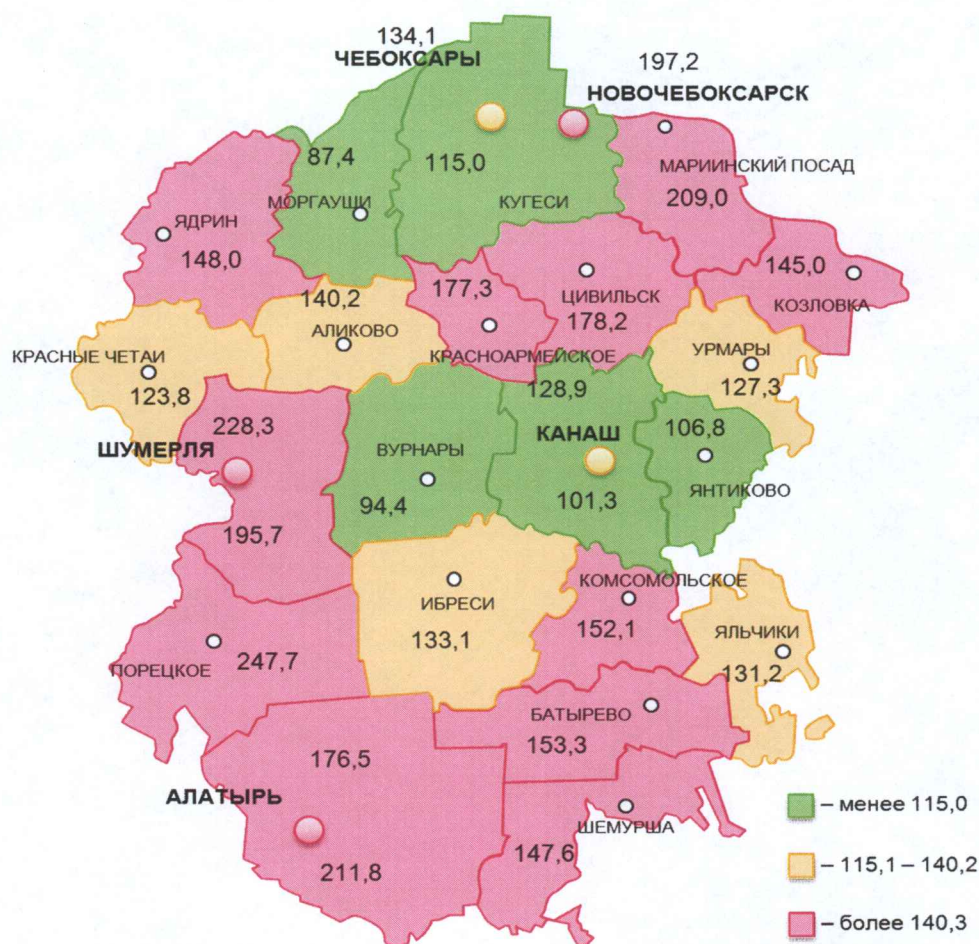 134,1
ЧЕБОКСАРЫ
197,2
НОВОЧЕБОКСАРСК
87,4
МОРГАУШИ
115,0
КУГЕСИ
МАРИИНСКИЙ ПОСАД
209,0
ЯДРИН
148,0
145,0
КОЗЛОВКА
140,2
АЛИКОВО
177,3
КРАСНОАРМЕЙСКОЕ
ЦИВИЛЬСК
178,2
КРАСНЫЕ ЧЕТАИ
123,8
УРМАРЫ
127,3
228,3
ШУМЕРЛЯ
195,7
ВУРНАРЫ
94,4
128,9
КАНАШ
101,3
106,8
ЯНТИКОВО
ИБРЕСИ
133,1
КОМСОМОЛЬСКОЕ
152,1
ЯЛЬЧИКИ
131,2
ПОРЕЦКОЕ
247,7
БАТЫРЕВО
153,3
176,5
АЛАТЫРЬ
211,8
ШЕМУРША
147,6
– менее 115,0
– 115,1 – 140,2
– более 140,3